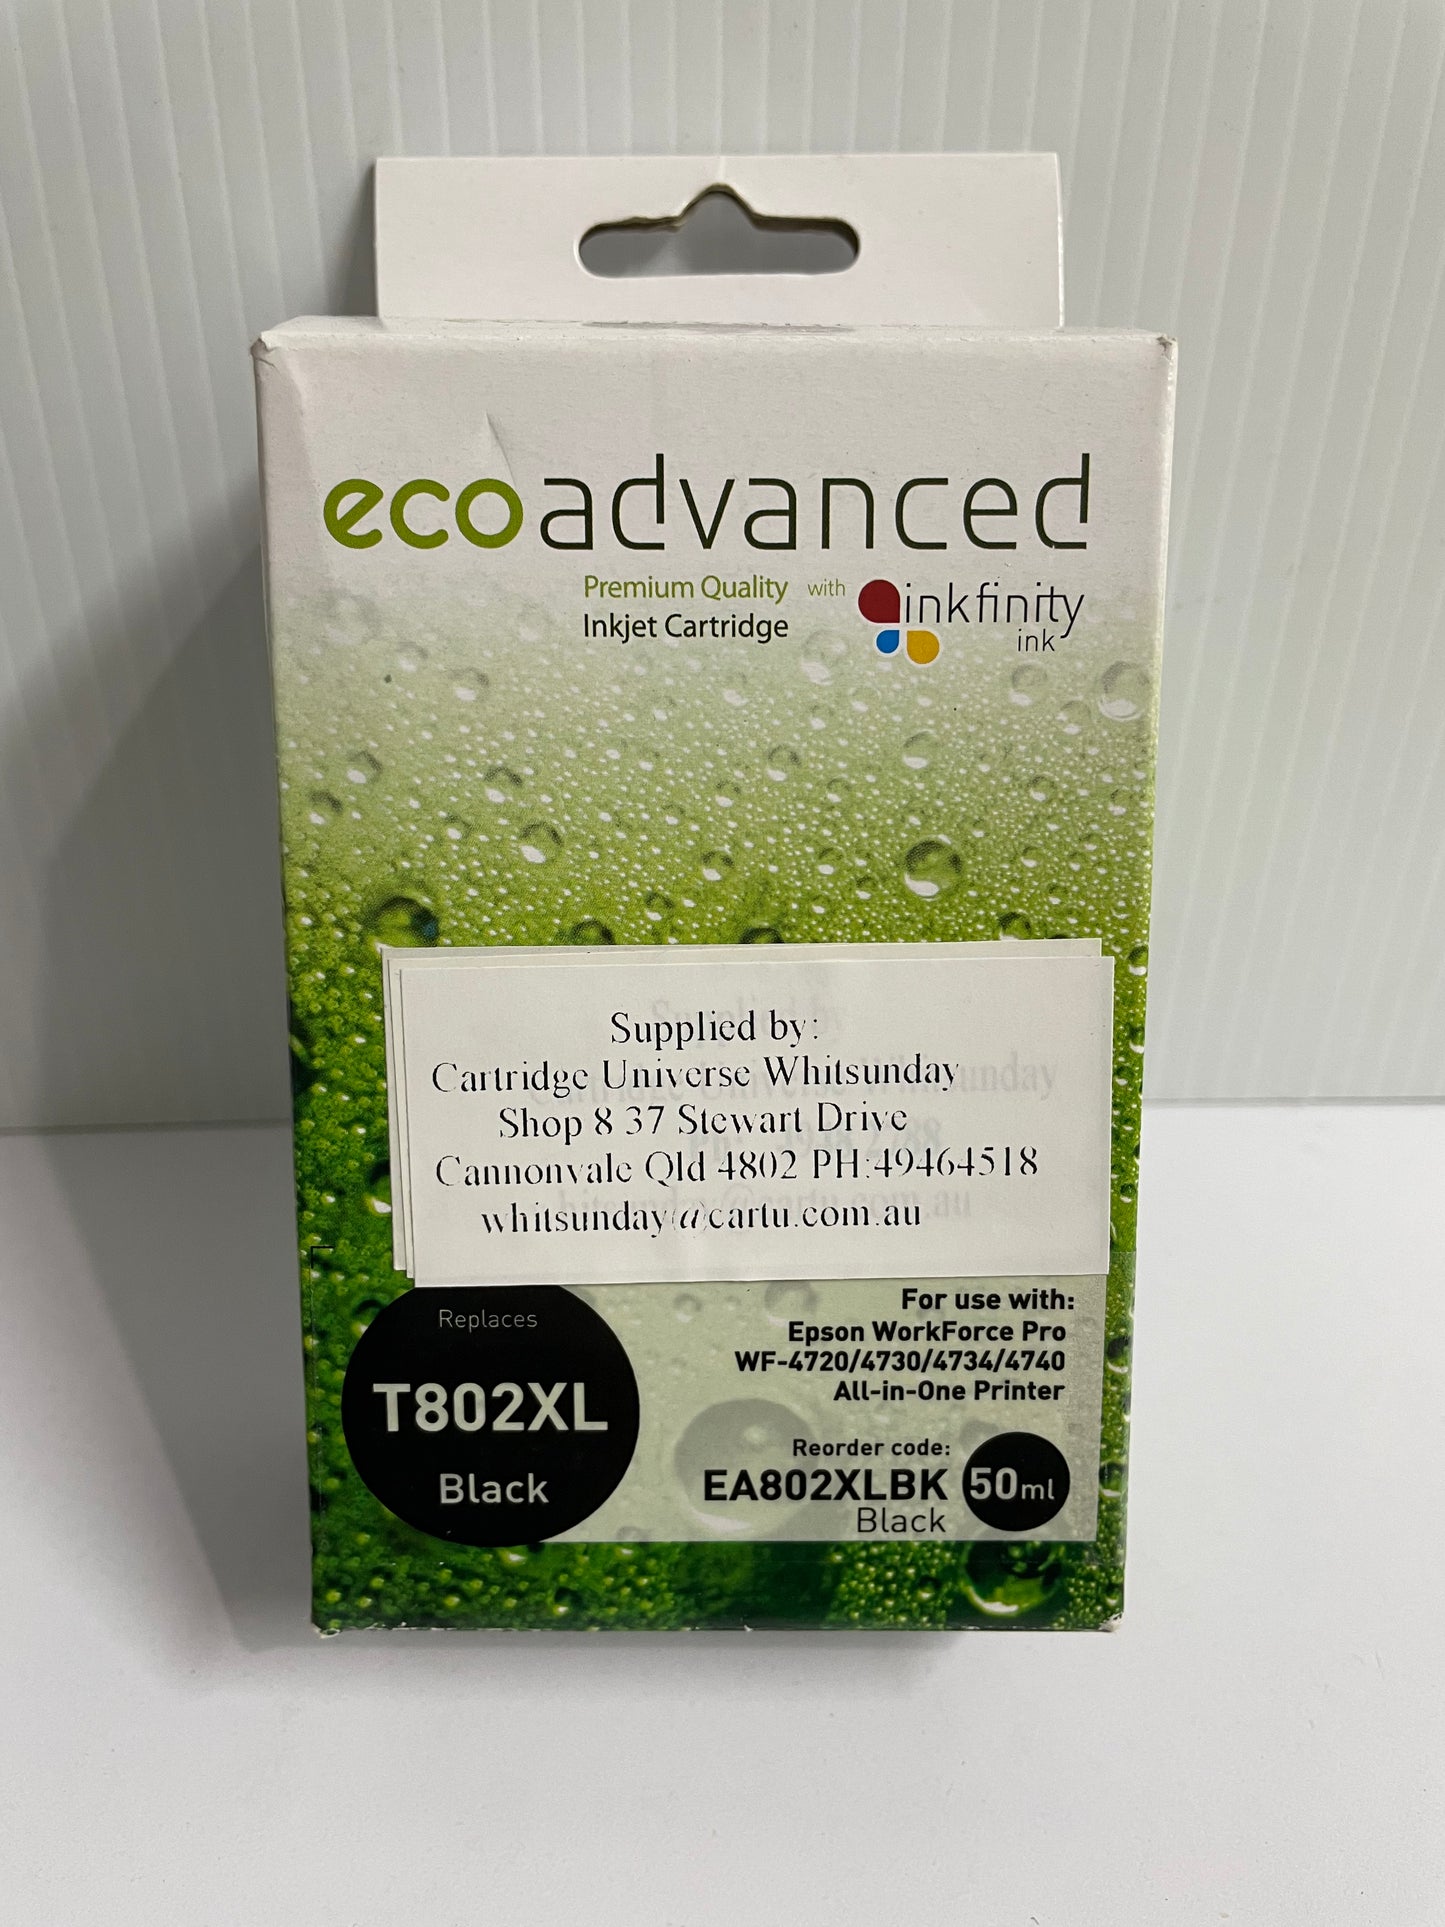 ecoadvanced
Premium Quality with inkfinity
Inkjet Cartridge ink
Supplied by:
Cartridge Universe Whitsunday
Shop 8 37 Stewart Drive
Cannonvale Qld 4802 PH:49464518
whitsunday@cartu.com.au
Replaces
T802XL
Black
For use with:
Epson WorkForce Pro
WF-4720/4730/4734/4740
All-in-One Printer
Reorder code:
EA802XLBK 50ml
Black